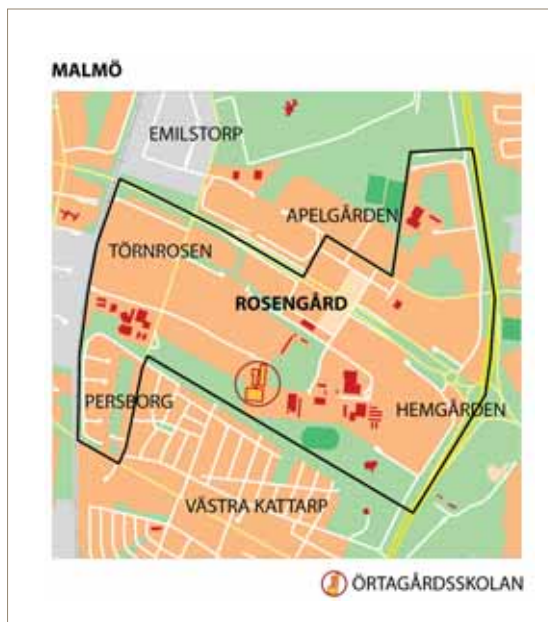 MALMÖ
EMILSTORP
APELGÅRDEN
TÖRNROSEN
ROSENGÅRD
PERSBORG
HEMGÅRDEN
VÄSTRA KATTARP
ÖRTAGÅRDSSKOLAN